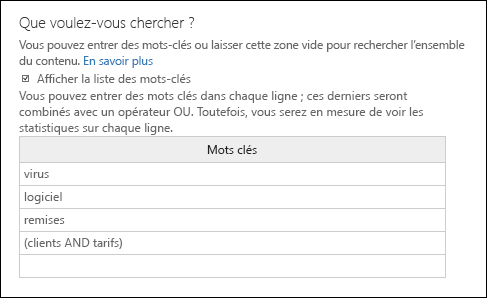 Que voulez-vous chercher ?
Vous pouvez entrer des mots-clés ou laisser cette zone vide pour rechercher l'ensemble
du contenu. En savoir plus
Afficher la liste des mots-clés
Vous pouvez entrer des mots clés dans chaque ligne ; ces derniers seront
combinés avec un opérateur OU. Toutefois, vous serez en mesure de voir les
statistiques sur chaque ligne.
Mots clés
virus
logiciel
remises
(clients AND tarifs)